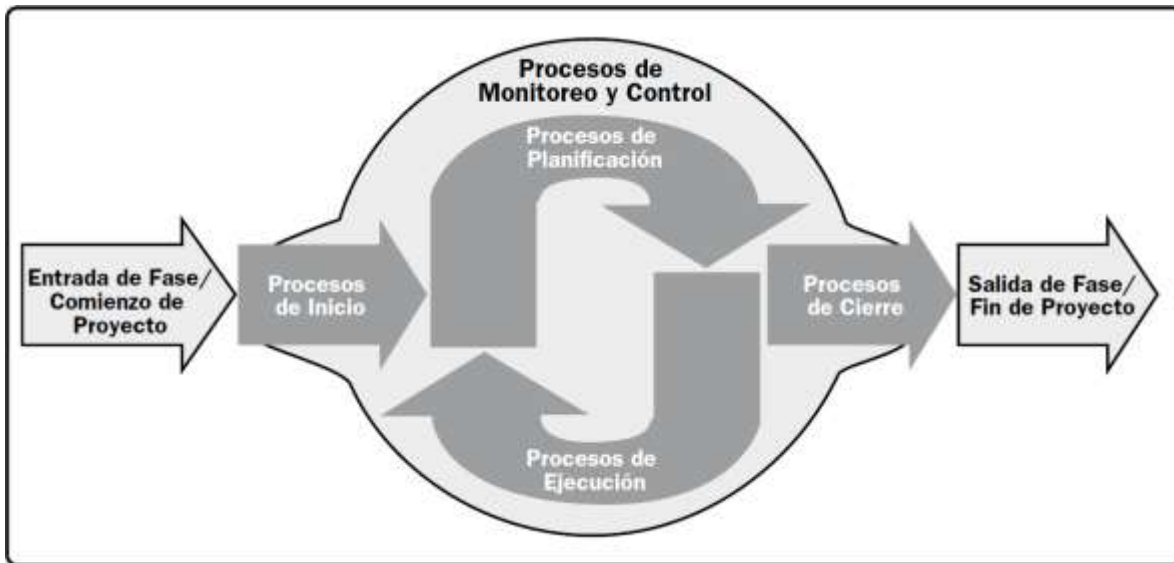 Procesos de
Monitoreo y Control
Procesos de
Planificación
Entrada de Fase/
Comienzo de
Proyecto
Procesos
de Inicio
Procesos
de Cierre
Salida de Fase/
Fin de Proyecto
Procesos de
Ejecución